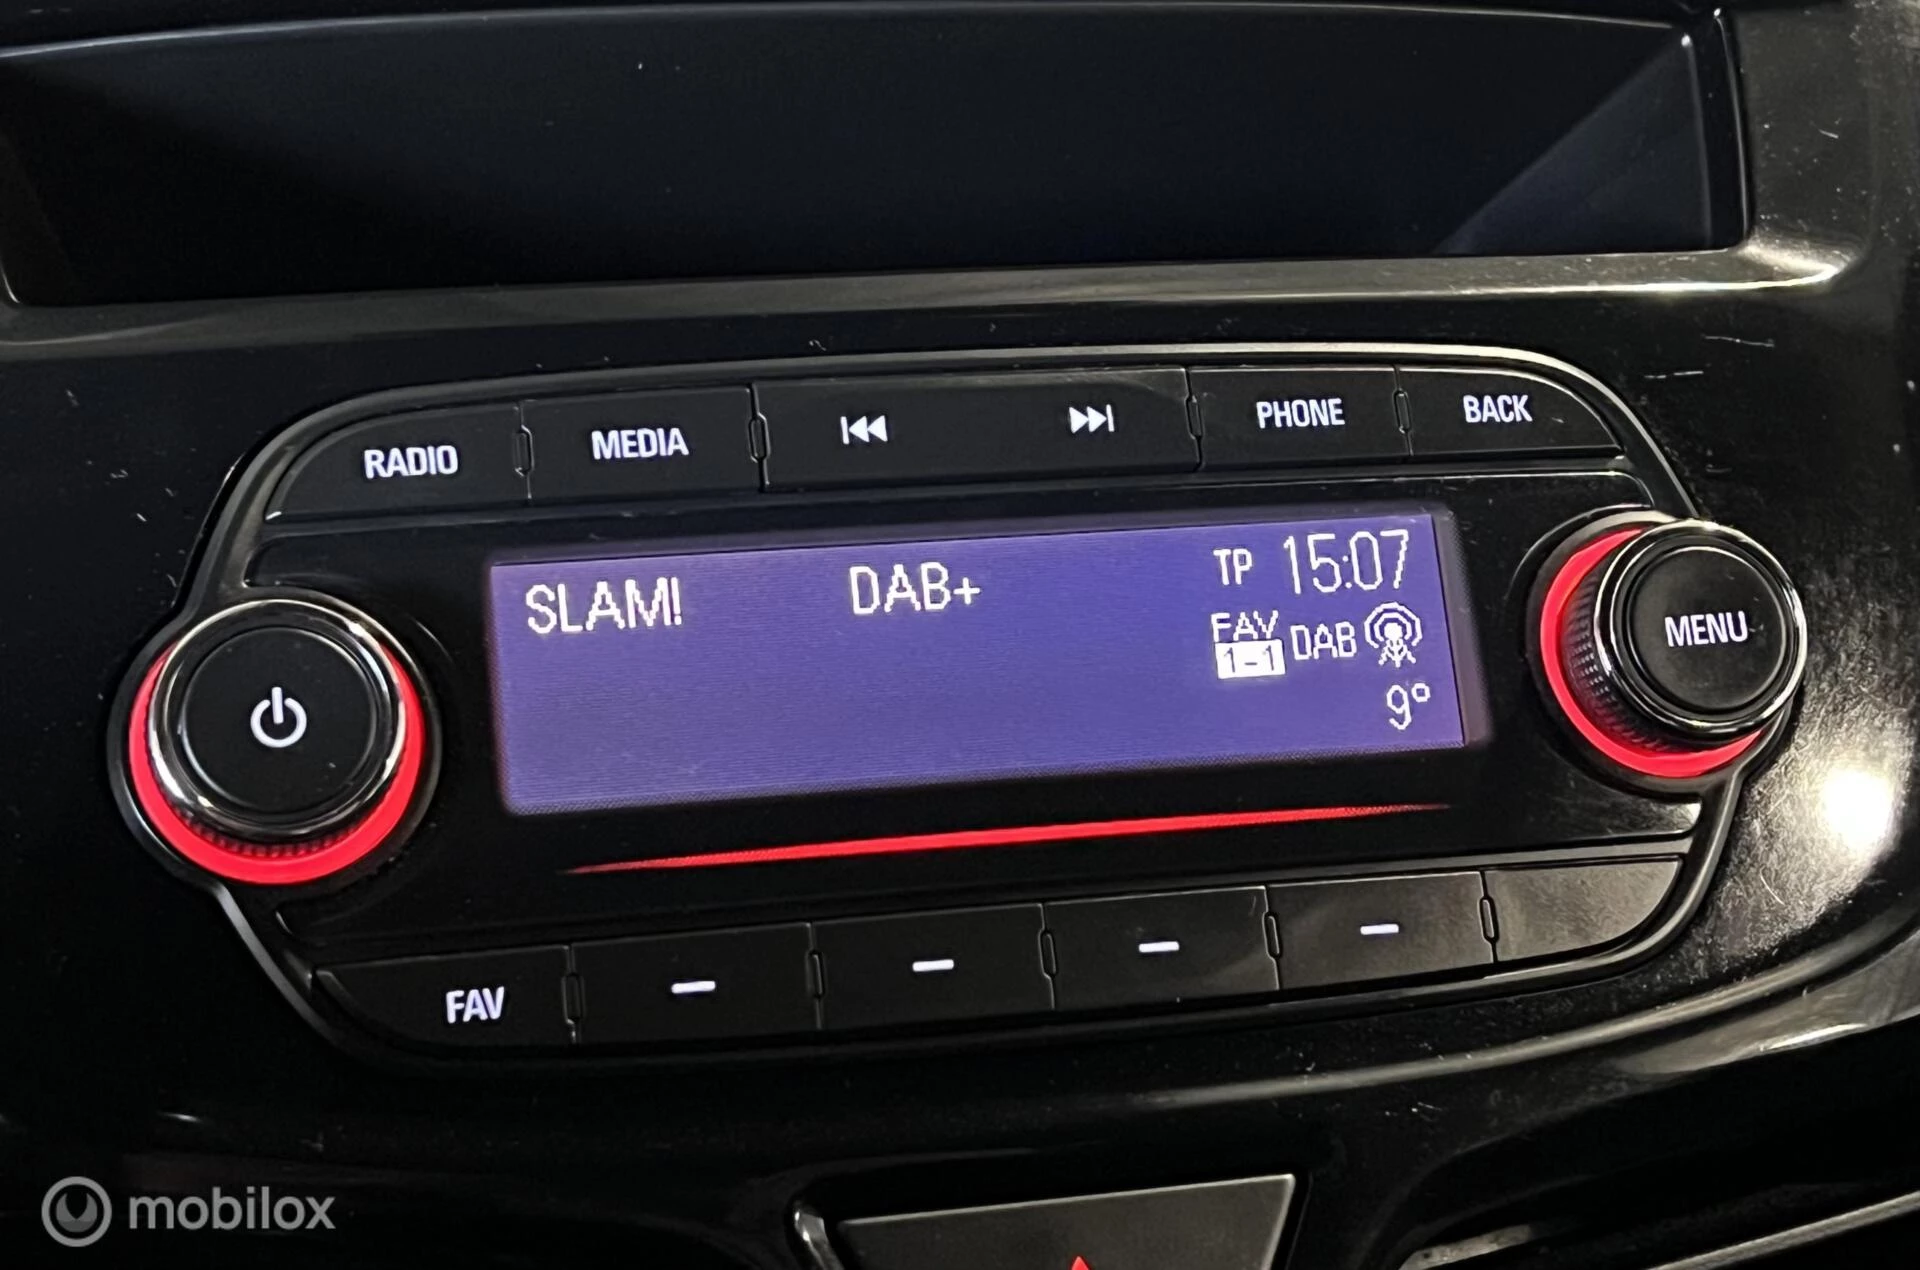 RADIO MEDIA PHONE BACK
SLAM! DAB+ TP 15:07
FAV DAB
1-1
9°
MENU
FAV
mobilox